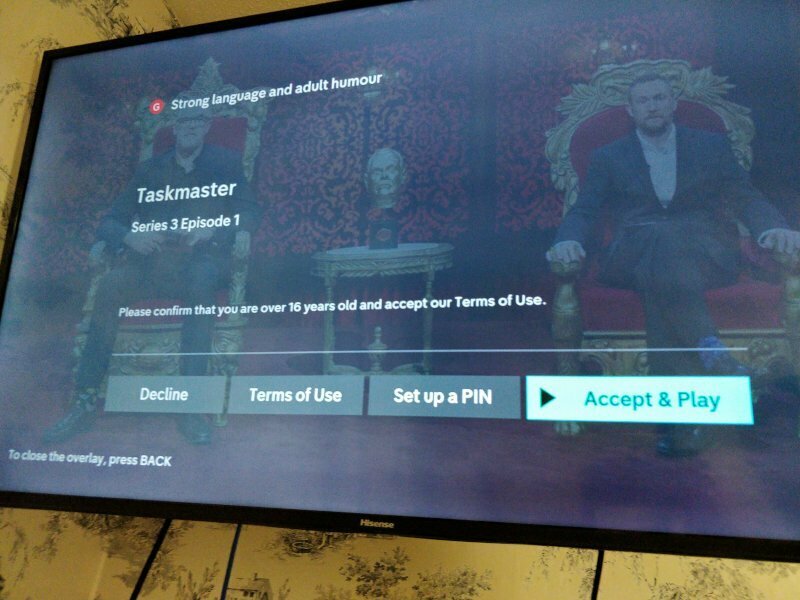 G Strong language and adult humour
Taskmaster
Series 3 Episode 1
Please confirm that you are over 16 years old and accept our Terms of Use.
Decline Terms of Use Set up a PIN Accept & Play
To close the overlay, press BACK
Hisense